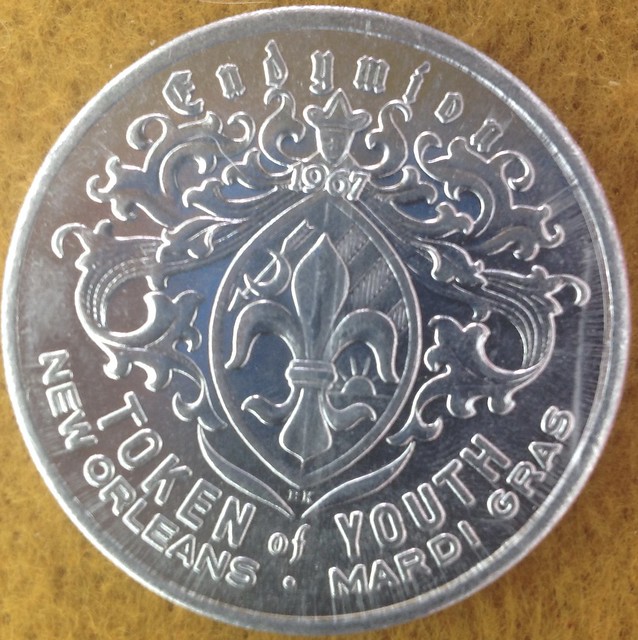 Endymion
1967
TOKEN of YOUTH
NEW ORLEANS • MARDI GRAS